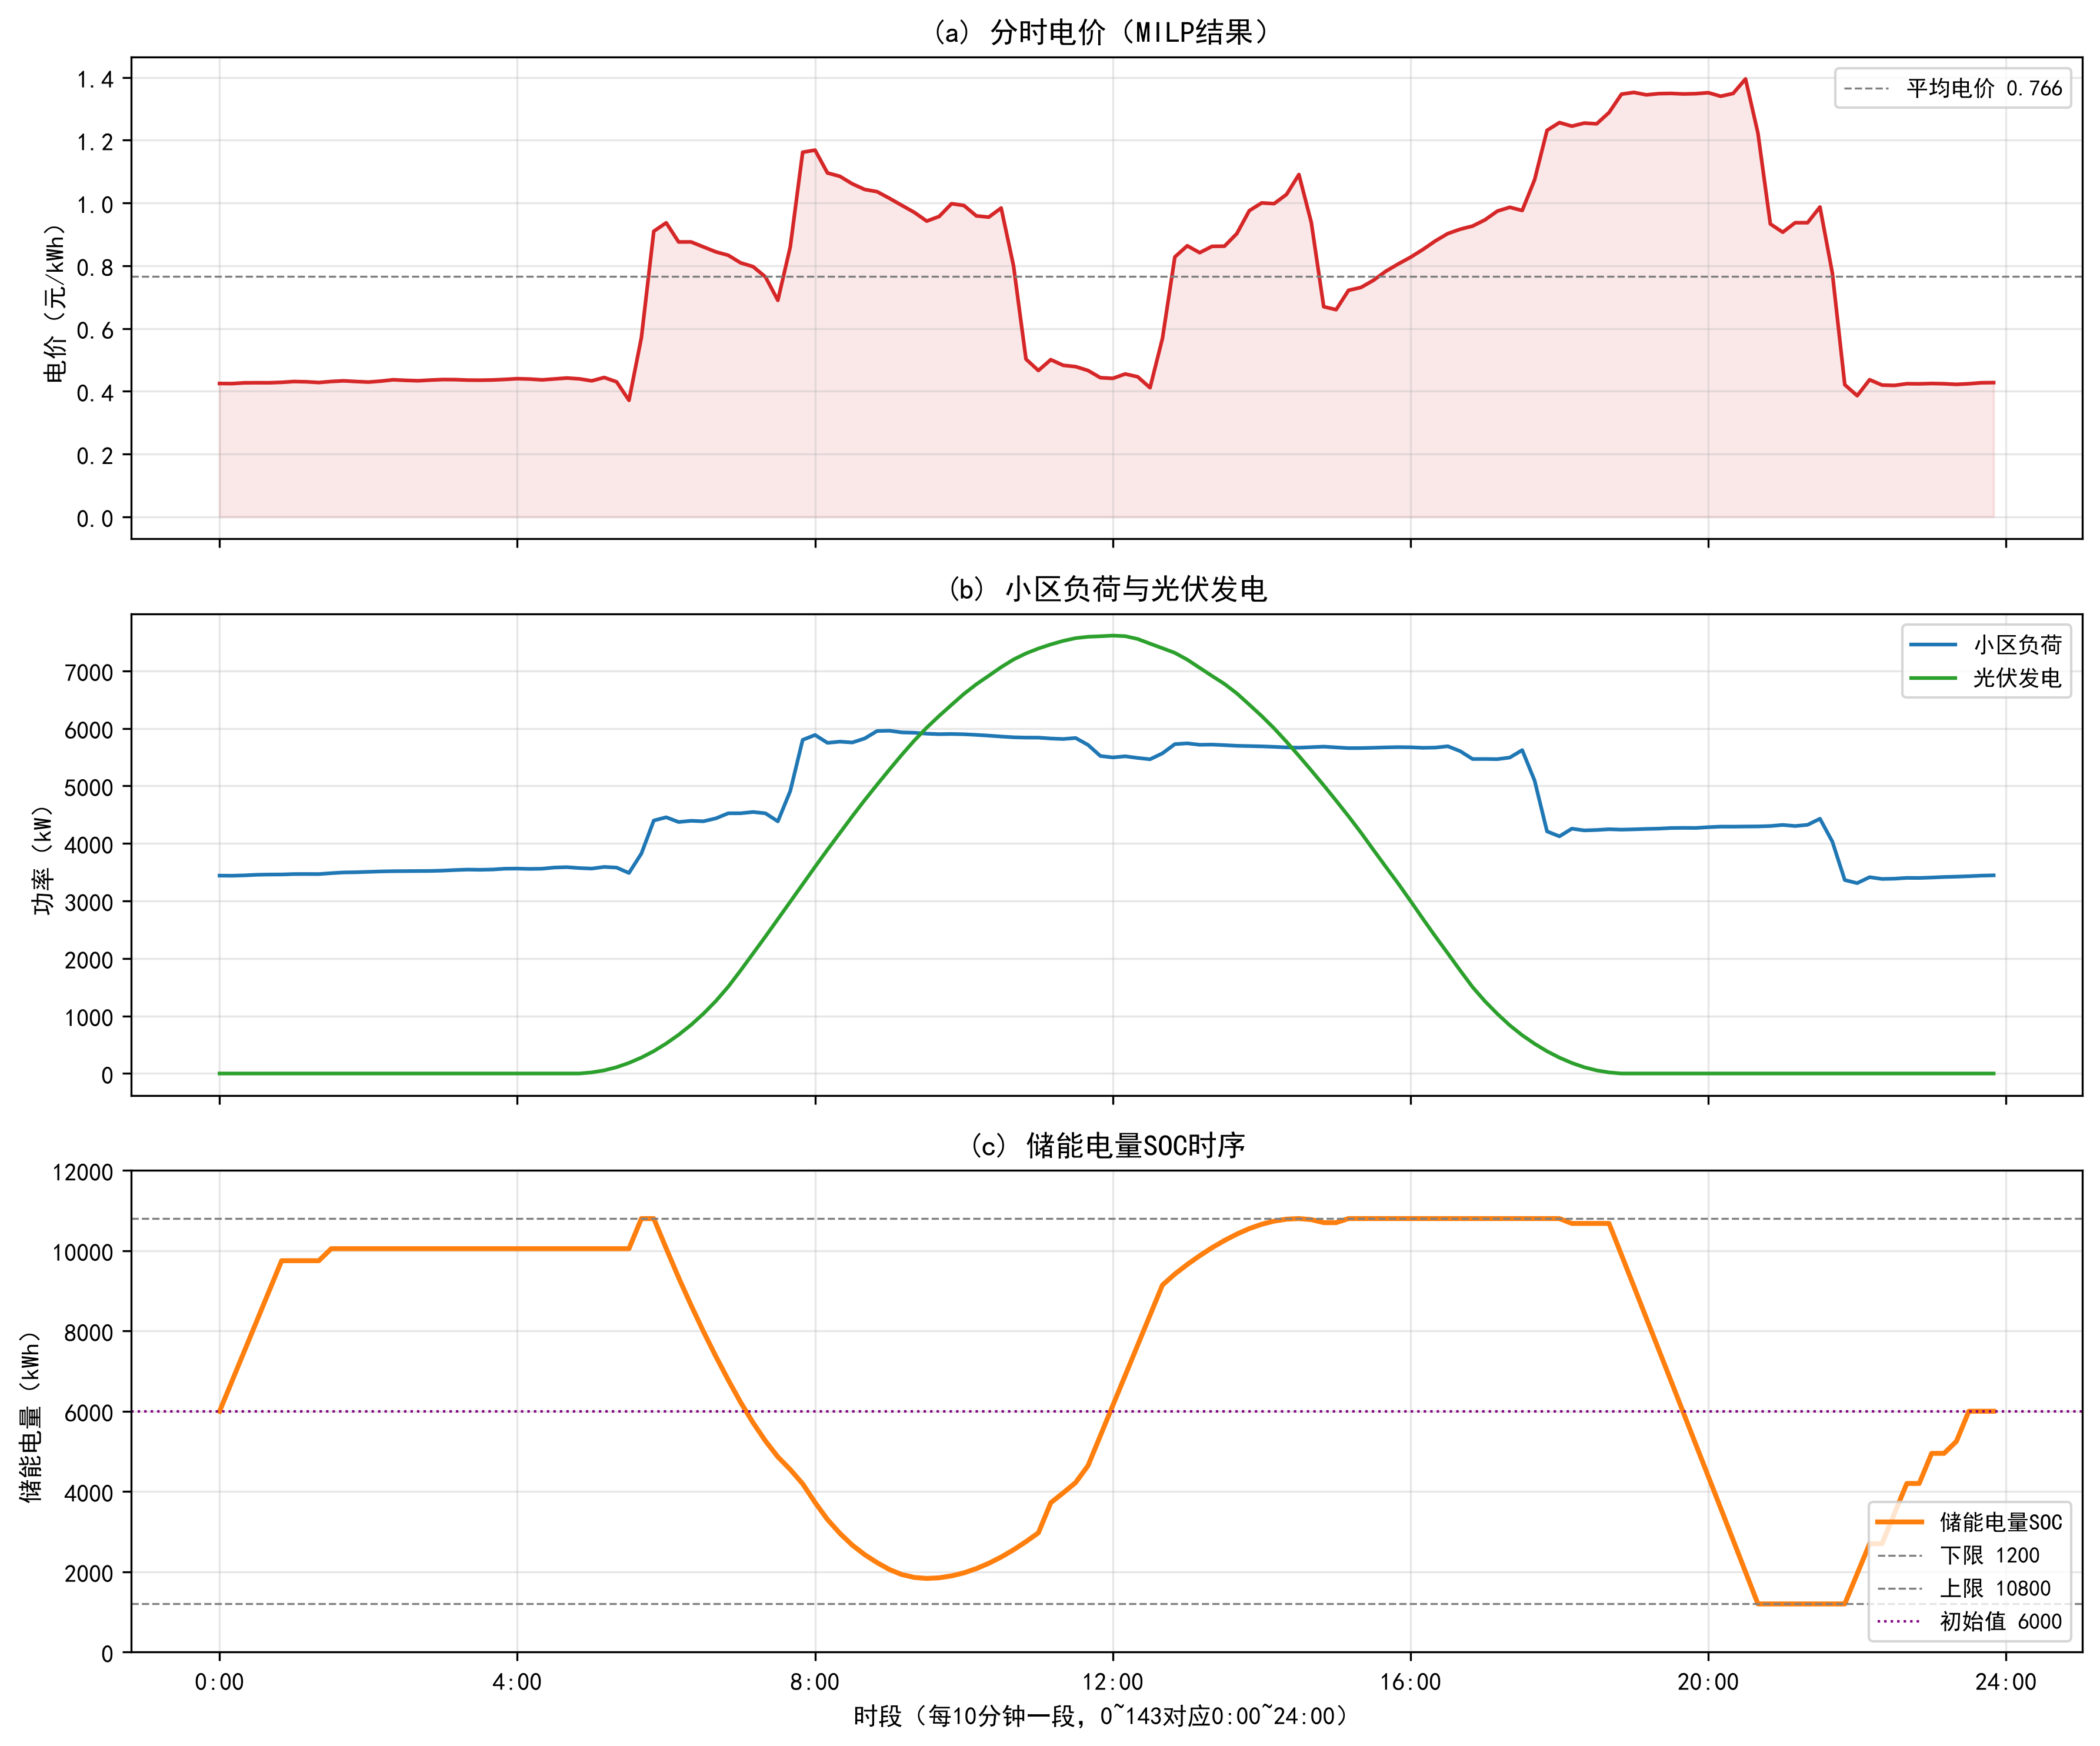 (a) 分时电价（MILP结果）
电价（元/kWh）
1.4
1.2
1.0
0.8
0.6
0.4
0.2
0.0
平均电价 0.766
(b) 小区负荷与光伏发电
功率（kW）
7000
6000
5000
4000
3000
2000
1000
0
小区负荷
光伏发电
(c) 储能电量SOC时序
储能电量（kWh）
12000
10000
8000
6000
4000
2000
0
储能电量SOC
下限 1200
上限 10800
初始值 6000
0:00 4:00 8:00 12:00 16:00 20:00 24:00
时段（每10分钟一段，0~143对应0:00~24:00）